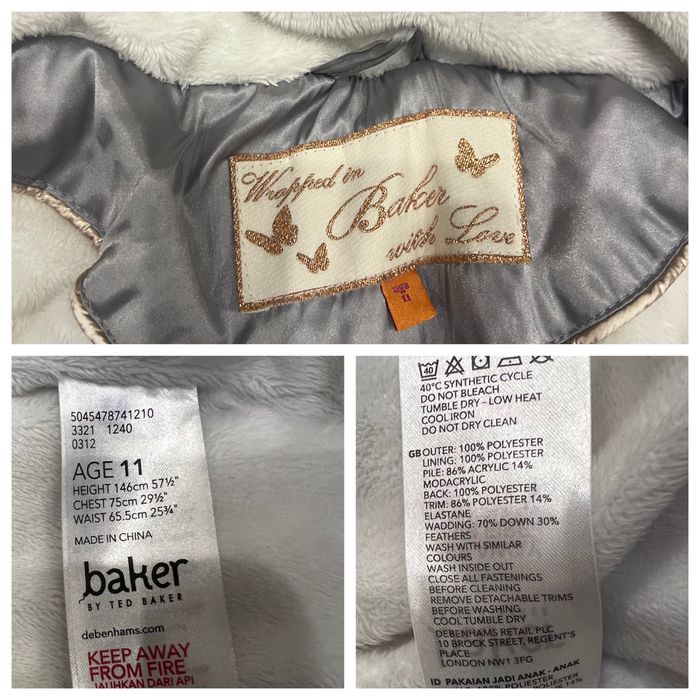 Wrapped in
Baker
with Love
11
5045478741210
3321 1240
0312
AGE 11
HEIGHT 146cm 57½"
CHEST 75cm 29½"
WAIST 65.5cm 25¾"
MADE IN CHINA
baker
BY TED BAKER
debenhams.com
KEEP AWAY
FROM FIRE
JAUHKAN DARI API
40
40°C SYNTHETIC CYCLE
DO NOT BLEACH
TUMBLE DRY - LOW HEAT
COOL IRON
DO NOT DRY CLEAN
GB OUTER: 100% POLYESTER
LINING: 100% POLYESTER
PILE: 86% ACRYLIC 14%
MODACRYLIC
BACK: 100% POLYESTER
TRIM: 86% POLYESTER 14%
ELASTANE
WADDING: 70% DOWN 30%
FEATHERS
WASH WITH SIMILAR
COLOURS
WASH INSIDE OUT
CLOSE ALL FASTENINGS
BEFORE CLEANING
REMOVE DETACHABLE TRIMS
BEFORE WASHING
COOL TUMBLE DRY
DEBENHAMS RETAIL PLC
10 BROCK STREET, REGENT'S
PLACE
LONDON NW1 3FG
ID PAKAIAN JADI ANAK - ANAK